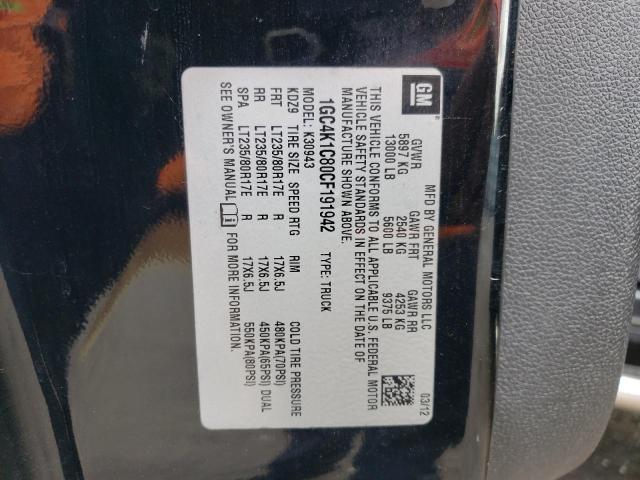 GM
MFD BY GENERAL MOTORS LLC
03/12
GVWR GAWR FRT GAWR RR
5897 KG 2540 KG 4253 KG
13000 LB 5600 LB 9375 LB
THIS VEHICLE CONFORMS TO ALL APPLICABLE U.S. FEDERAL MOTOR
VEHICLE SAFETY STANDARDS IN EFFECT ON THE DATE OF
MANUFACTURE SHOWN ABOVE.
1GC4K1C80CF191942 TYPE: TRUCK
MODEL: K30943
KDZ9 TIRE SIZE SPEED RTG RIM COLD TIRE PRESSURE
FRT LT235/80R17E R 17X6.5J 480KPA(70PSI)
RR LT235/80R17E R 17X6.5J 450KPA(65PSI) DUAL
SPA LT235/80R17E R 17X6.5J 550KPA(80PSI)
SEE OWNER'S MANUAL i FOR MORE INFORMATION.